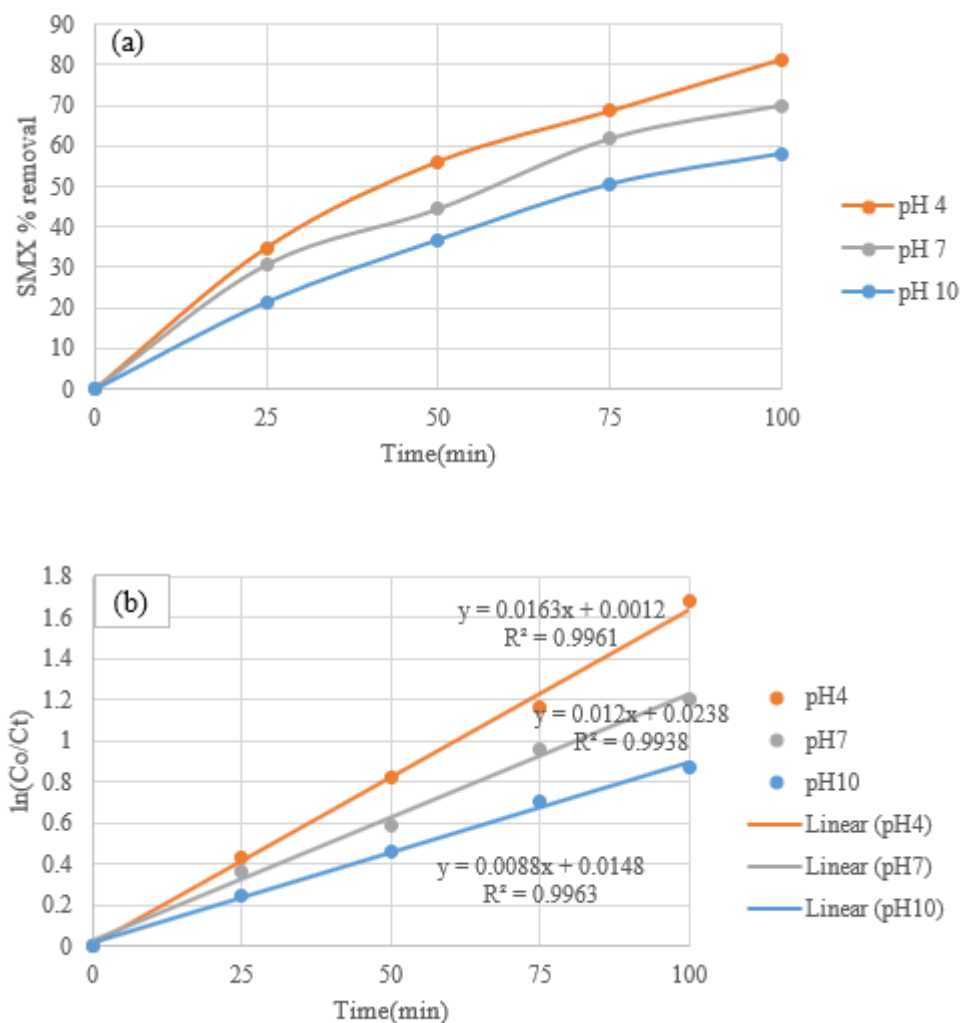 (a)
90
80
70
60
50
40
30
20
10
0
SMX % removal
0 25 50 75 100
Time(min)
pH 4
pH 7
pH 10
(b)
1.8
1.6
1.4
1.2
1
0.8
0.6
0.4
0.2
0
ln(Co/Ct)
y = 0.0163x + 0.0012
R² = 0.9961
y = 0.012x + 0.0238
R² = 0.9938
y = 0.0088x + 0.0148
R² = 0.9963
0 25 50 75 100
Time(min)
pH4
pH7
pH10
Linear (pH4)
Linear (pH7)
Linear (pH10)